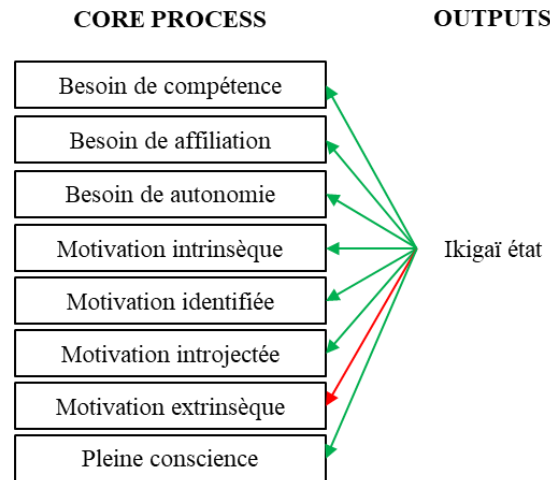 CORE PROCESS
OUTPUTS
Besoin de compétence
Besoin de affiliation
Besoin de autonomie
Motivation intrinsèque
Ikigaï état
Motivation identifiée
Motivation introjectée
Motivation extrinsèque
Pleine conscience